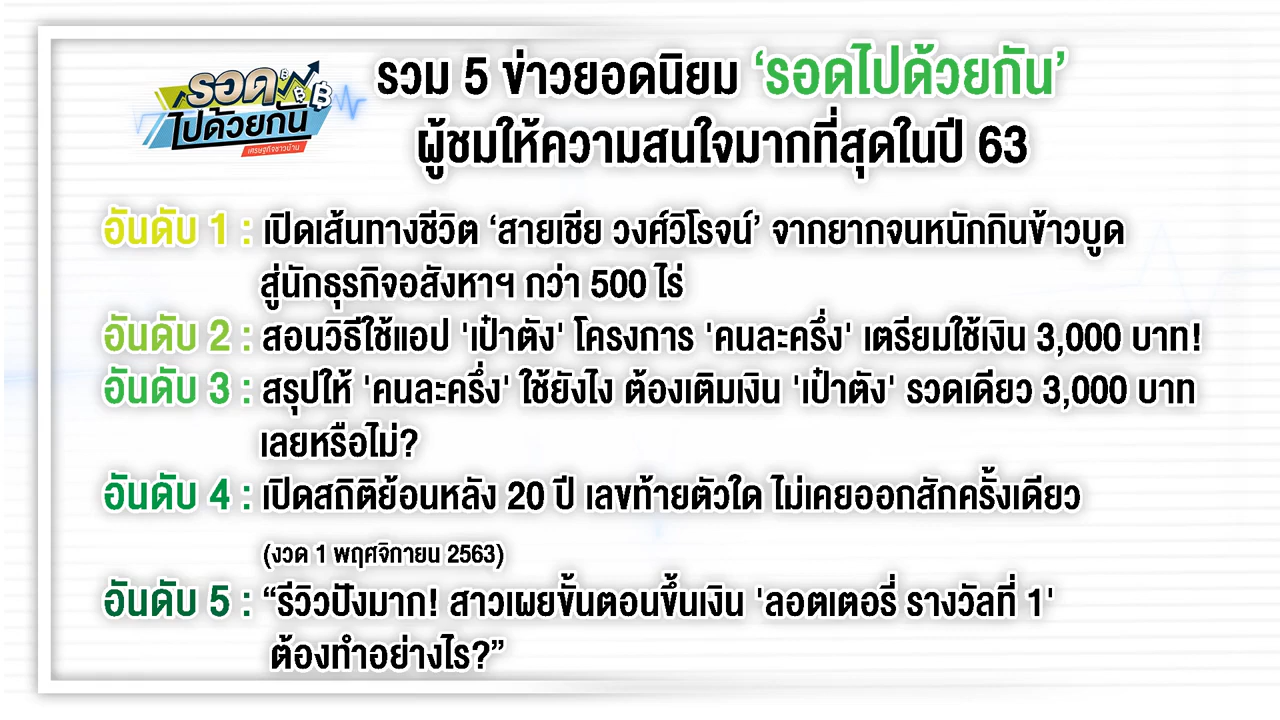 รอด
ไปด้วยกัน
เศรษฐกิจชาวบ้าน
รวม 5 ข่าวยอดนิยม ‘รอดไปด้วยกัน’
ผู้ชมให้ความสนใจมากที่สุดในปี 63
อันดับ 1 : เปิดเส้นทางชีวิต ‘สายเชีย วงศ์วิโรจน์’ จากยากจนหนักกินข้าวบูด
สู่นักธุรกิจอสังหาฯ กว่า 500 ไร่
อันดับ 2 : สอนวิธีใช้แอป 'เป๋าตัง' โครงการ 'คนละครึ่ง' เตรียมใช้เงิน 3,000 บาท!
อันดับ 3 : สรุปให้ 'คนละครึ่ง' ใช้ยังไง ต้องเติมเงิน 'เป๋าตัง' รวดเดียว 3,000 บาท
เลยหรือไม่?
อันดับ 4 : เปิดสถิติย้อนหลัง 20 ปี เลขท้ายตัวใด ไม่เคยออกสักครั้งเดียว
(งวด 1 พฤศจิกายน 2563)
อันดับ 5 : “รีวิวปังมาก! สาวเผยขั้นตอนขึ้นเงิน 'ลอตเตอรี่ รางวัลที่ 1'
ต้องทำอย่างไร?”